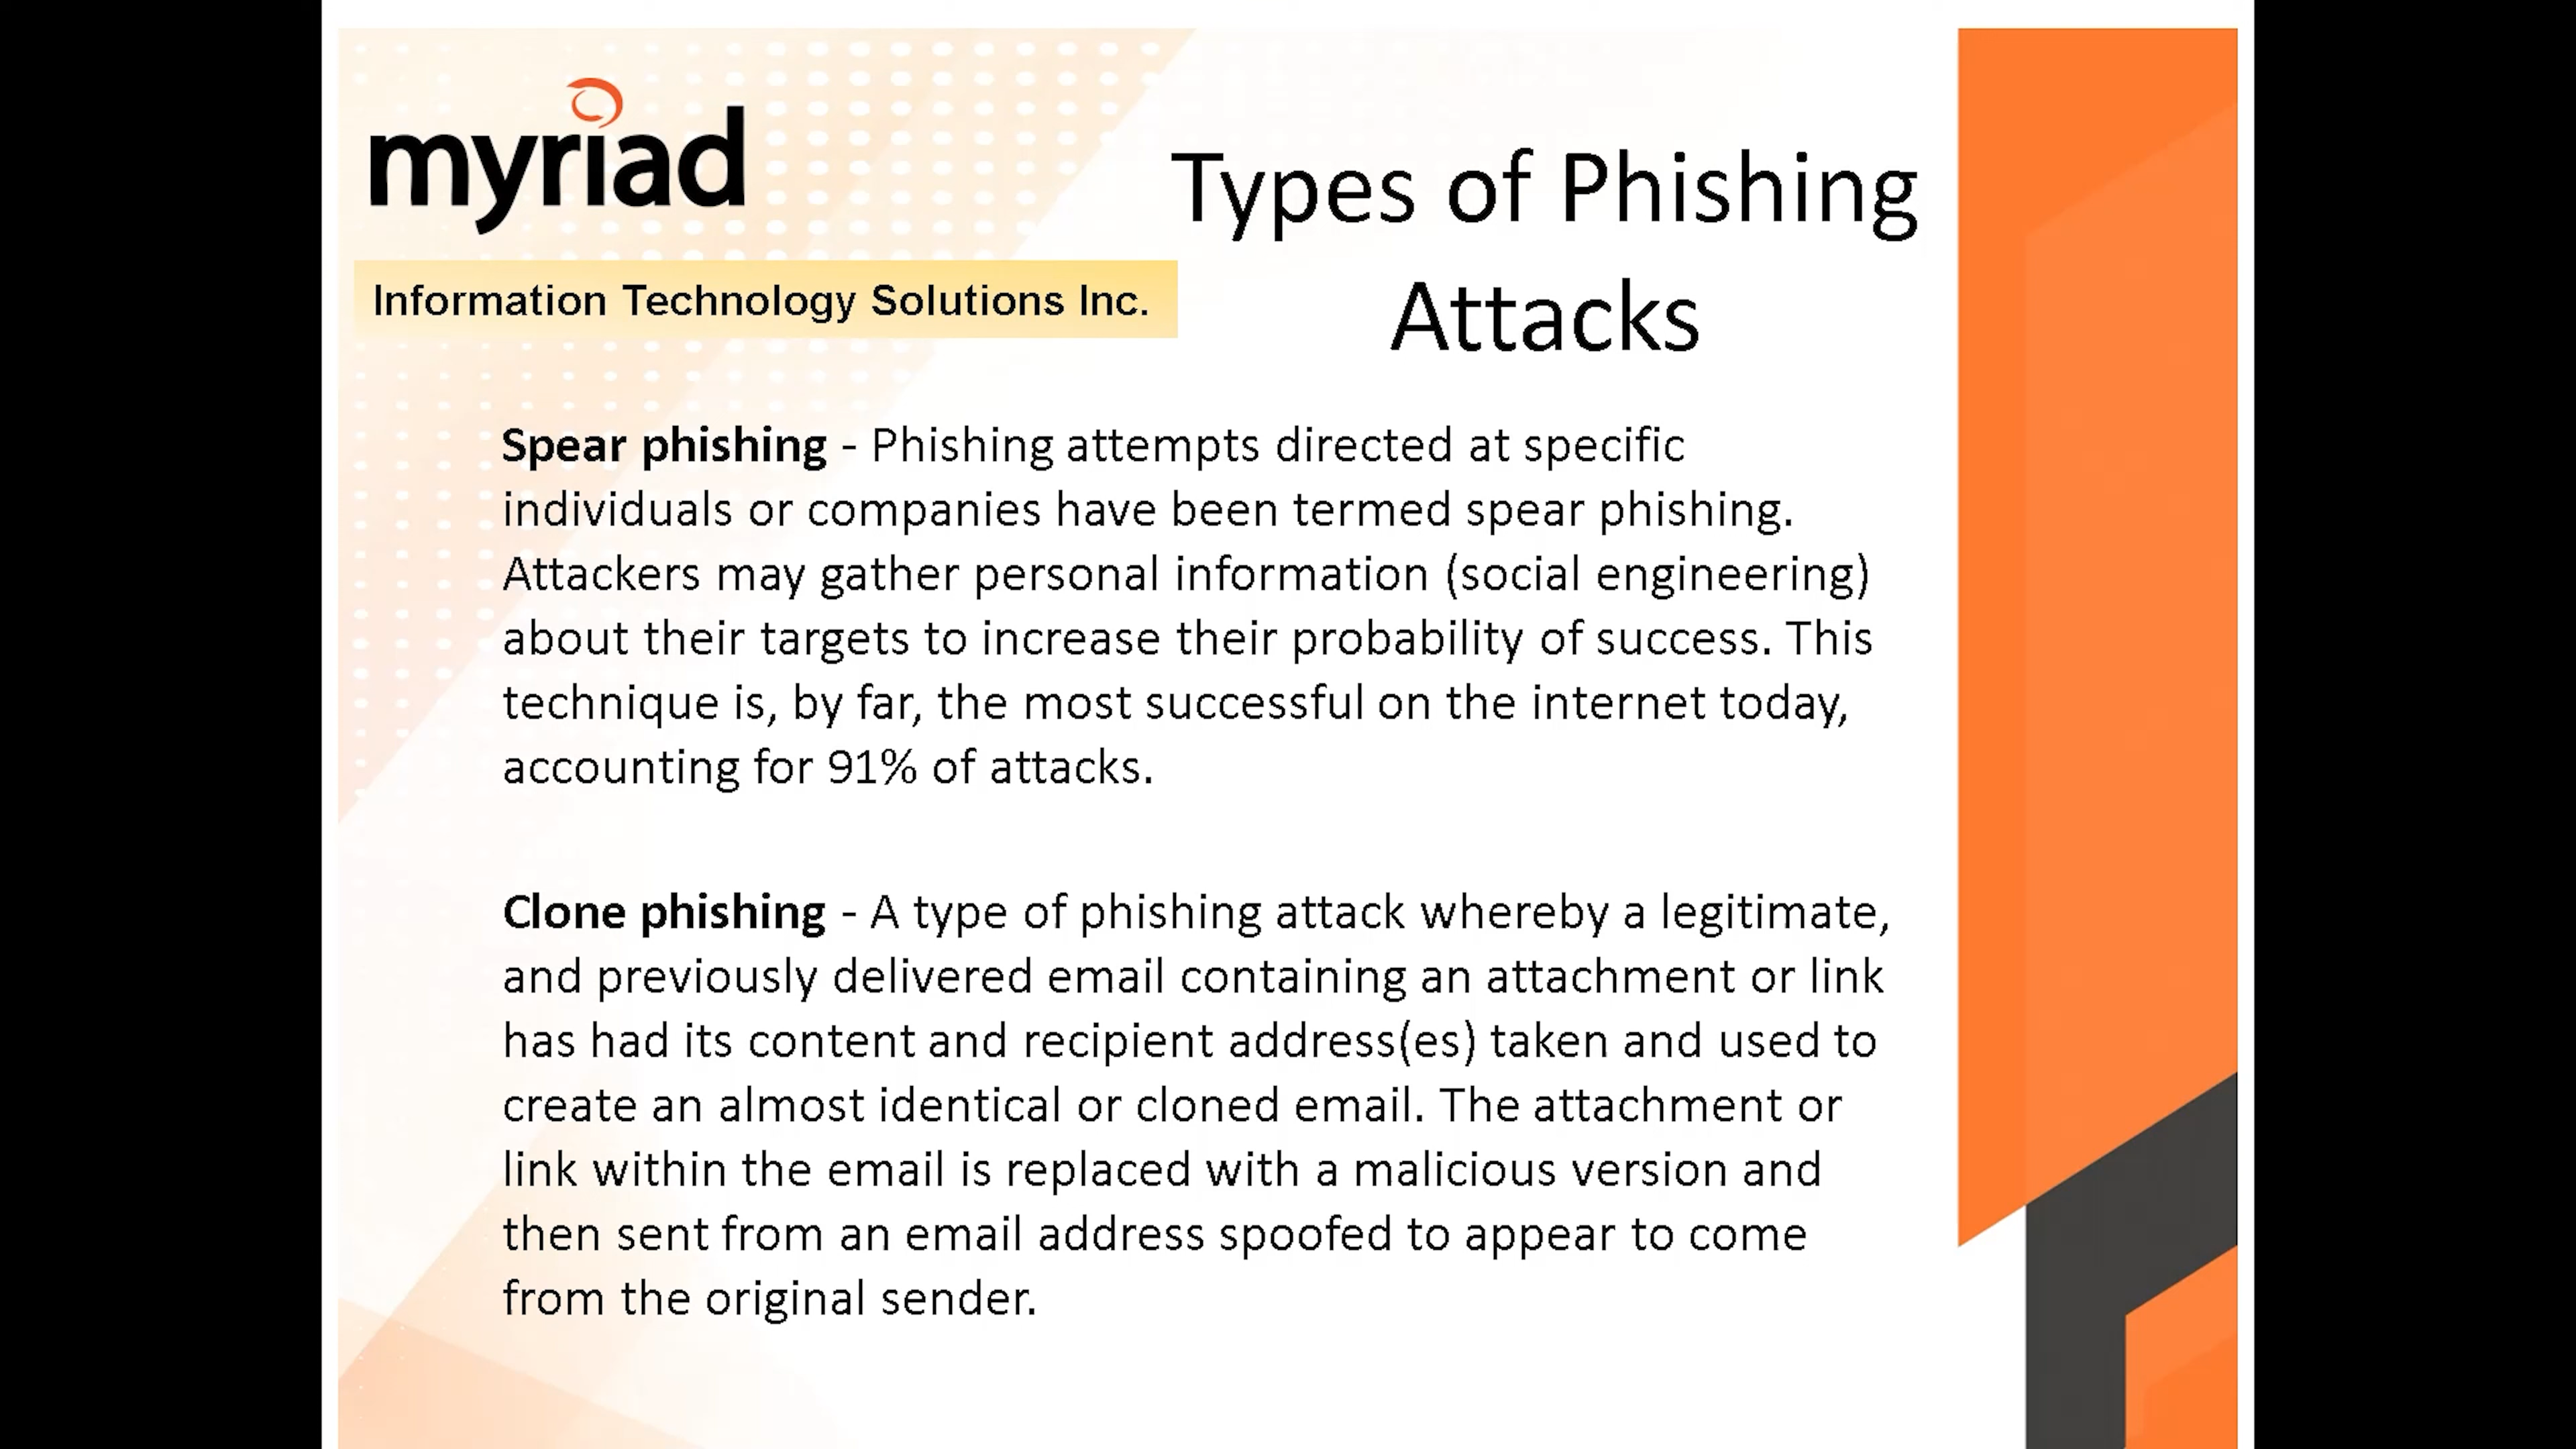 myriad
Information Technology Solutions Inc.
Types of Phishing
Attacks
Spear phishing - Phishing attempts directed at specific
individuals or companies have been termed spear phishing.
Attackers may gather personal information (social engineering)
about their targets to increase their probability of success. This
technique is, by far, the most successful on the internet today,
accounting for 91% of attacks.
Clone phishing - A type of phishing attack whereby a legitimate,
and previously delivered email containing an attachment or link
has had its content and recipient address(es) taken and used to
create an almost identical or cloned email. The attachment or
link within the email is replaced with a malicious version and
then sent from an email address spoofed to appear to come
from the original sender.